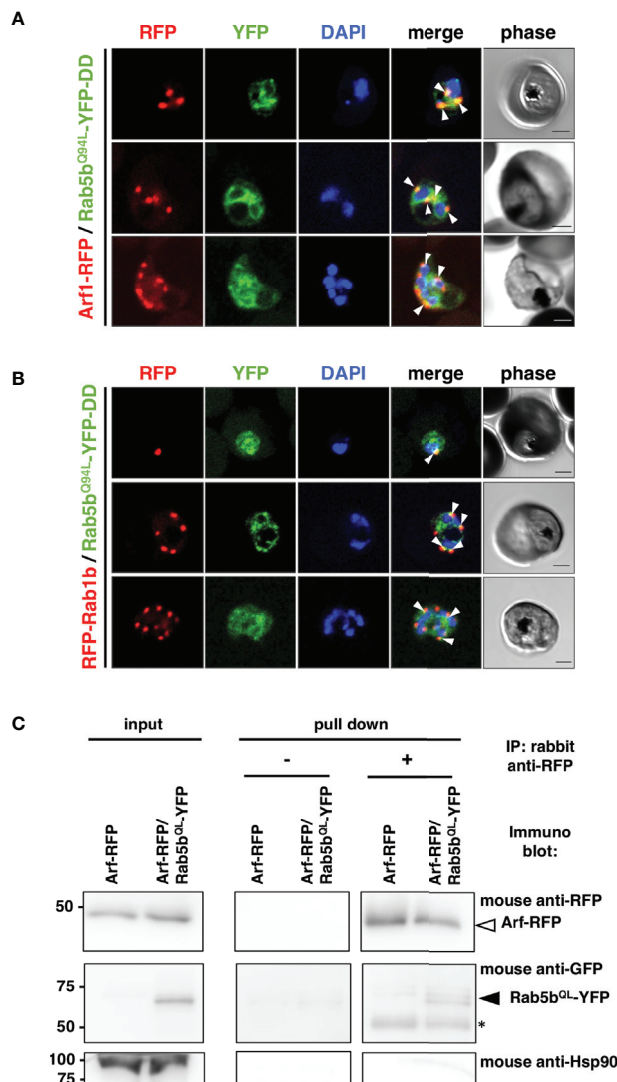 A
RFP YFP DAPI merge phase
Arf1-RFP / Rab5bQ94L-YFP-DD
B
RFP YFP DAPI merge phase
RFP-Rab1b / Rab5bQ94L-YFP-DD
C
input pull down
- + IP: rabbit
anti-RFP
Arf-RFP
Arf-RFP/
Rab5bQL-YFP
Arf-RFP
Arf-RFP/
Rab5bQL-YFP
Arf-RFP
Arf-RFP/
Rab5bQL-YFP
Immuno
blot:
mouse anti-RFP
50
Arf-RFP
mouse anti-GFP
75
Rab5bQL-YFP
50 *
100 mouse anti-Hsp90
75